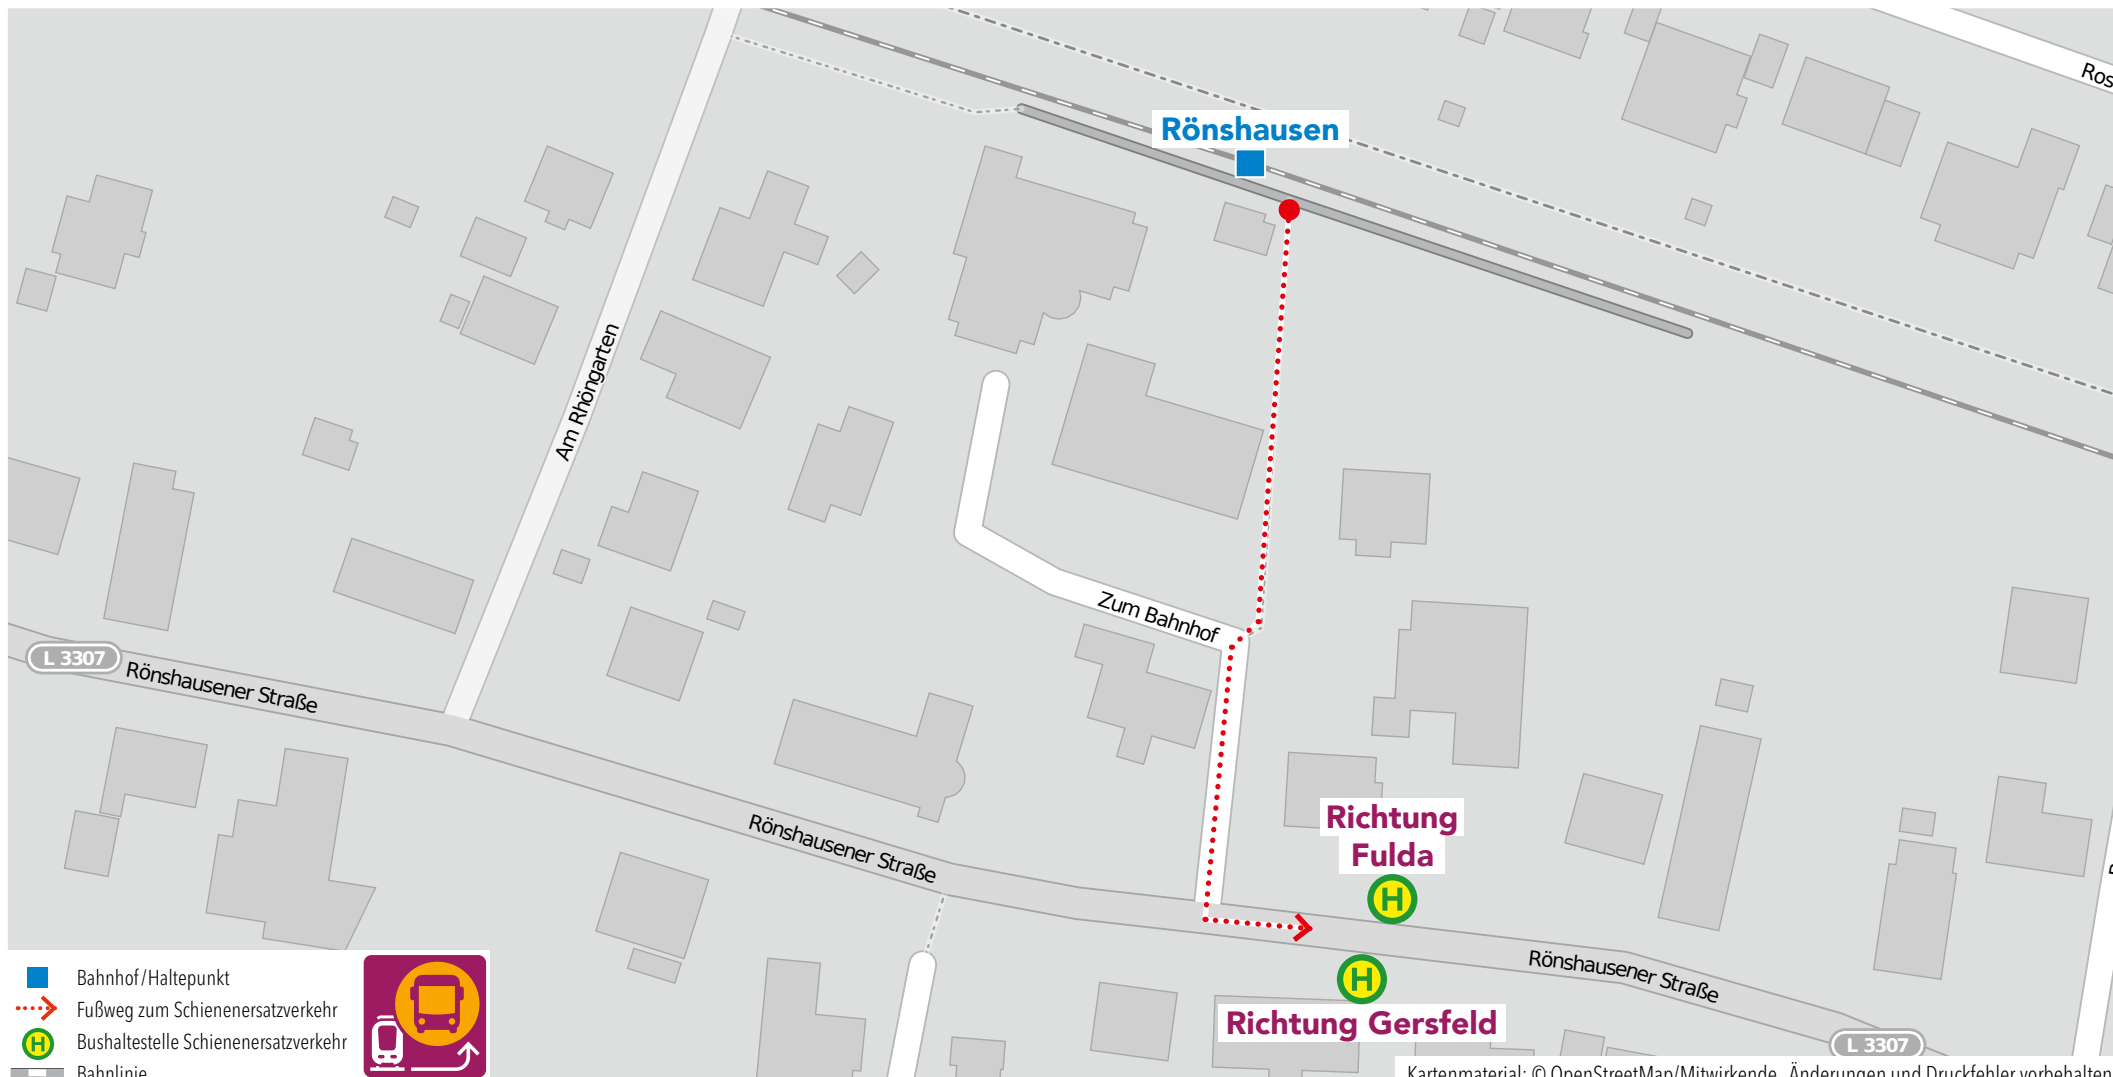 Ros
Rönshausen
Am Rhöngarten
Zum Bahnhof
L 3307
Rönshausener Straße
Rönshausener Straße
Richtung
Fulda
H
Rönshausener Straße
H
Richtung Gersfeld
L 3307
Bahnhof/Haltepunkt
Fußweg zum Schienenersatzverkehr
H Bushaltestelle Schienenersatzverkehr
Bahnlinie
Kartenmaterial: © OpenStreetMap/Mitwirkende, Änderungen und Druckfehler vorbehalten